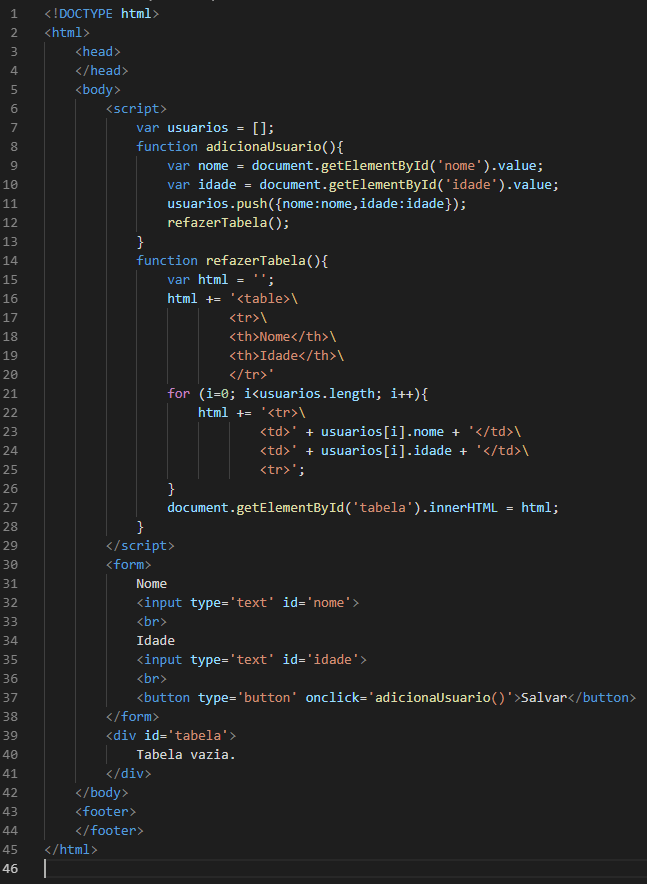 1 <!DOCTYPE html>
2 <html>
3     <head>
4     </head>
5     <body>
6         <script>
7             var usuarios = [];
8             function adicionaUsuario(){
9                 var nome = document.getElementById('nome').value;
10                 var idade = document.getElementById('idade').value;
11                 usuarios.push({nome:nome,idade:idade});
12                 refazerTabela();
13             }
14             function refazerTabela(){
15                 var html = '';
16                 html += '<table>\
17                         <tr>\
18                         <th>Nome</th>\
19                         <th>Idade</th>\
20                         </tr>'
21                 for (i=0; i<usuarios.length; i++){
22                     html += '<tr>\
23                             <td>' + usuarios[i].nome + '</td>\
24                             <td>' + usuarios[i].idade + '</td>\
25                             <tr>';
26                 }
27                 document.getElementById('tabela').innerHTML = html;
28             }
29         </script>
30         <form>
31             Nome
32             <input type='text' id='nome'>
33             <br>
34             Idade
35             <input type='text' id='idade'>
36             <br>
37             <button type='button' onclick='adicionaUsuario()'>Salvar</button>
38         </form>
39         <div id='tabela'>
40             Tabela vazia.
41         </div>
42     </body>
43     <footer>
44     </footer>
45 </html>
46